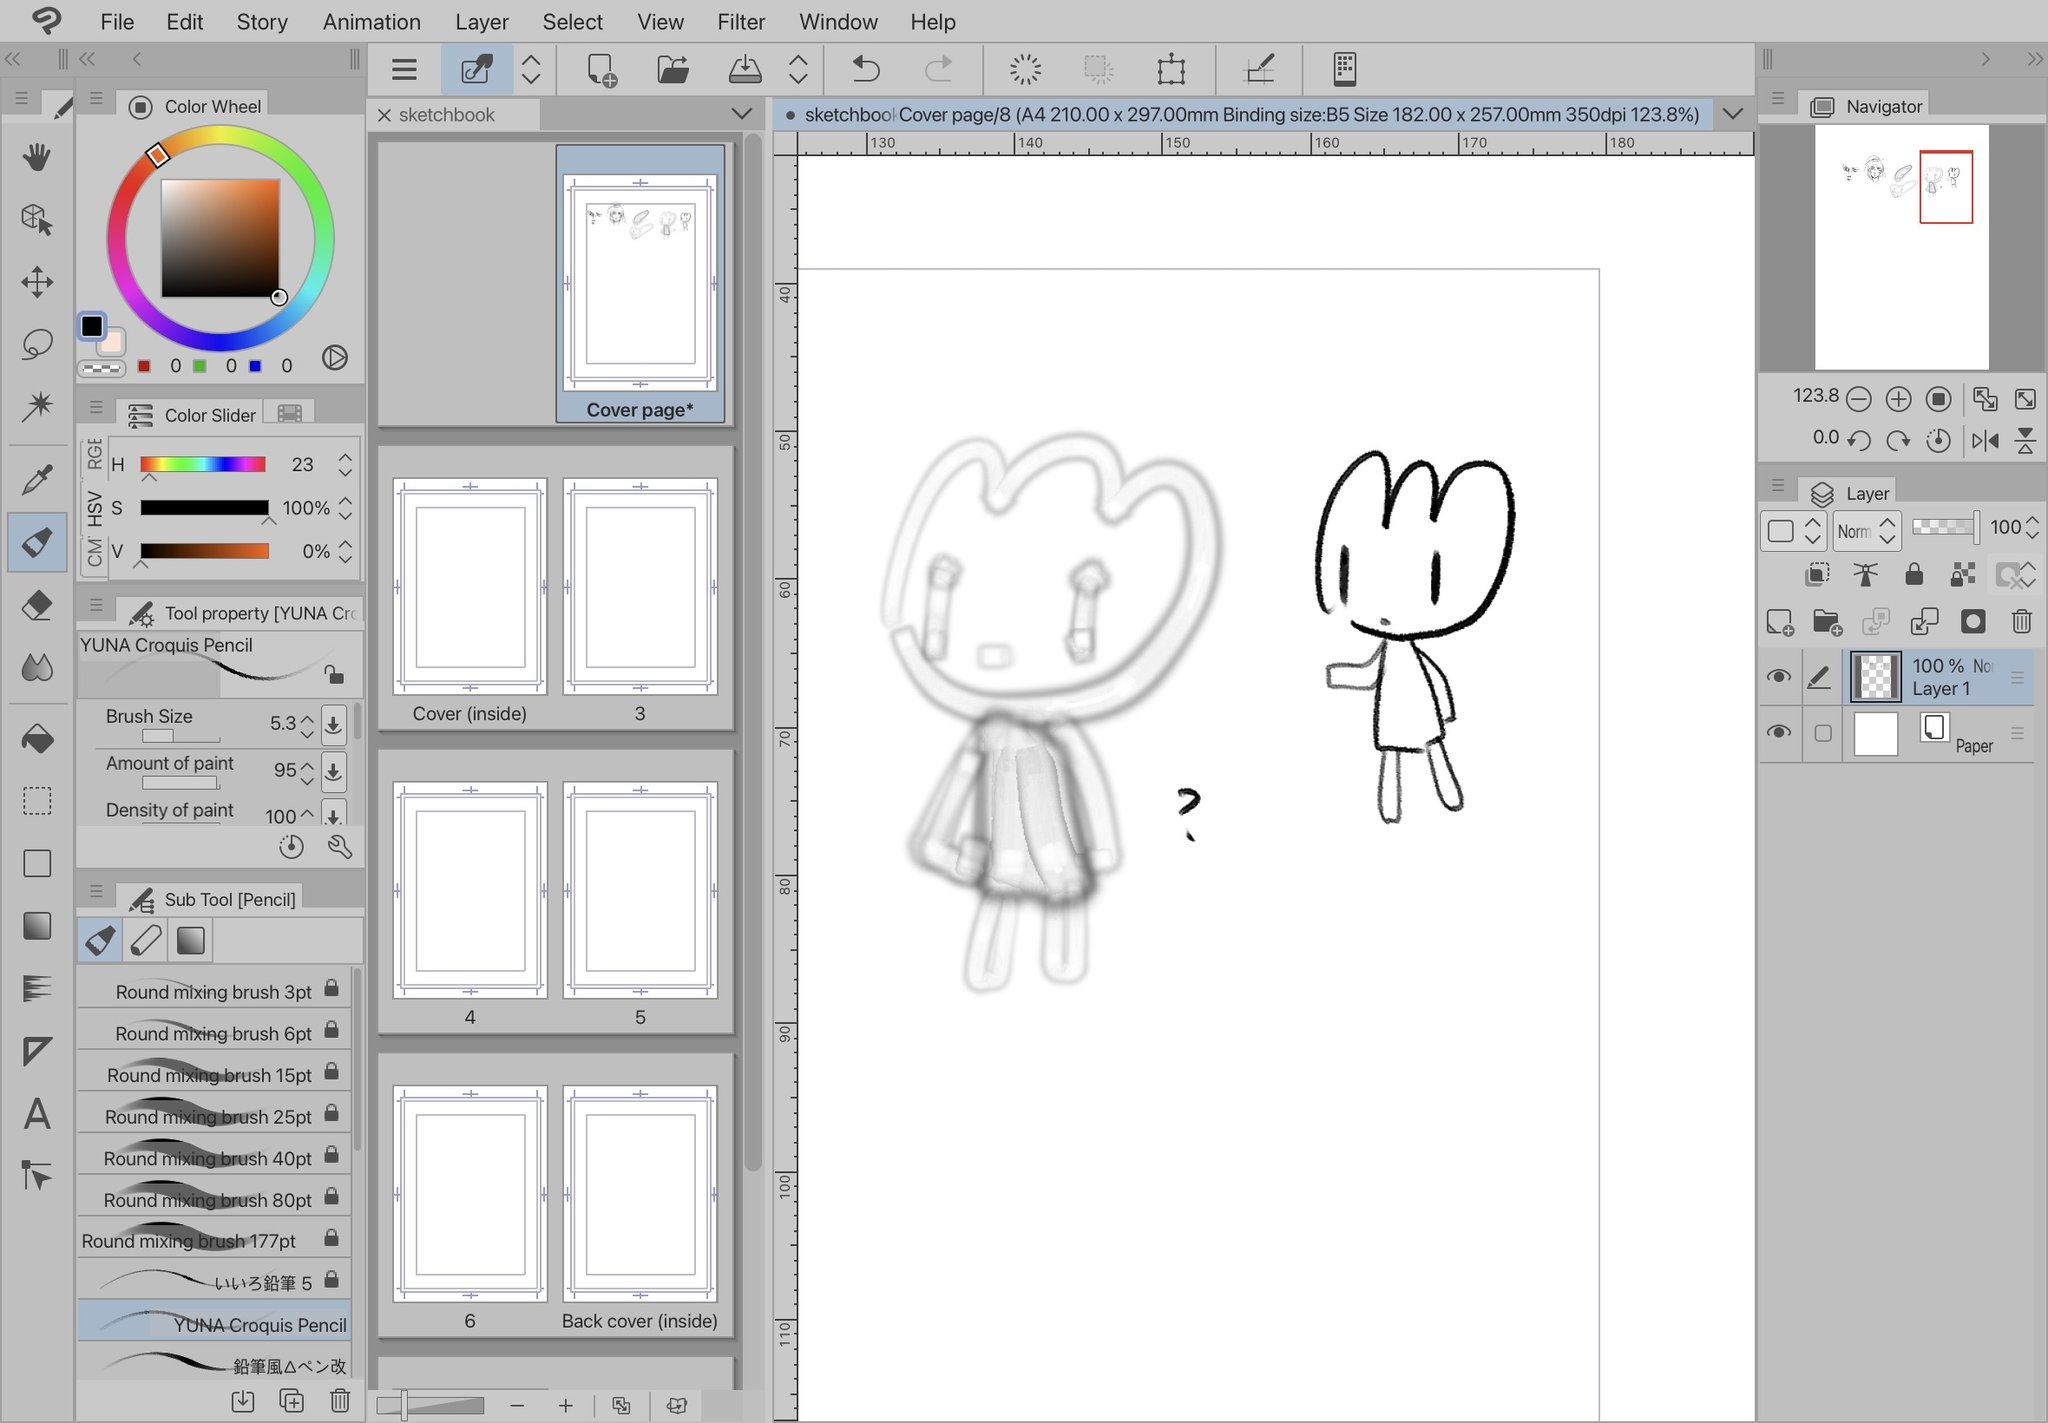 File Edit Story Animation Layer Select View Filter Window Help
Color Wheel
0 0 0
Color Slider
RGB
HSV
CM
H 23
S 100%
V 0%
Tool property [YUNA Cro
YUNA Croquis Pencil
Brush Size 5.3
Amount of paint 95
Density of paint 100
Sub Tool [Pencil]
Round mixing brush 3pt
Round mixing brush 6pt
Round mixing brush 15pt
Round mixing brush 25pt
Round mixing brush 40pt
Round mixing brush 80pt
Round mixing brush 177pt
いいろ鉛筆 5
YUNA Croquis Pencil
鉛筆風△ペン改
A
sketchbook
Cover page*
Cover (inside) 3
4 5
6 Back cover (inside)
sketchbook Cover page/8 (A4 210.00 x 297.00mm Binding size:B5 Size 182.00 x 257.00mm 350dpi 123.8%)
130 140 150 160 170 180
40
50
60
70
80
90
100
110
?
Navigator
123.8
0.0
Layer
Norm 100
100 % No
Layer 1
Paper